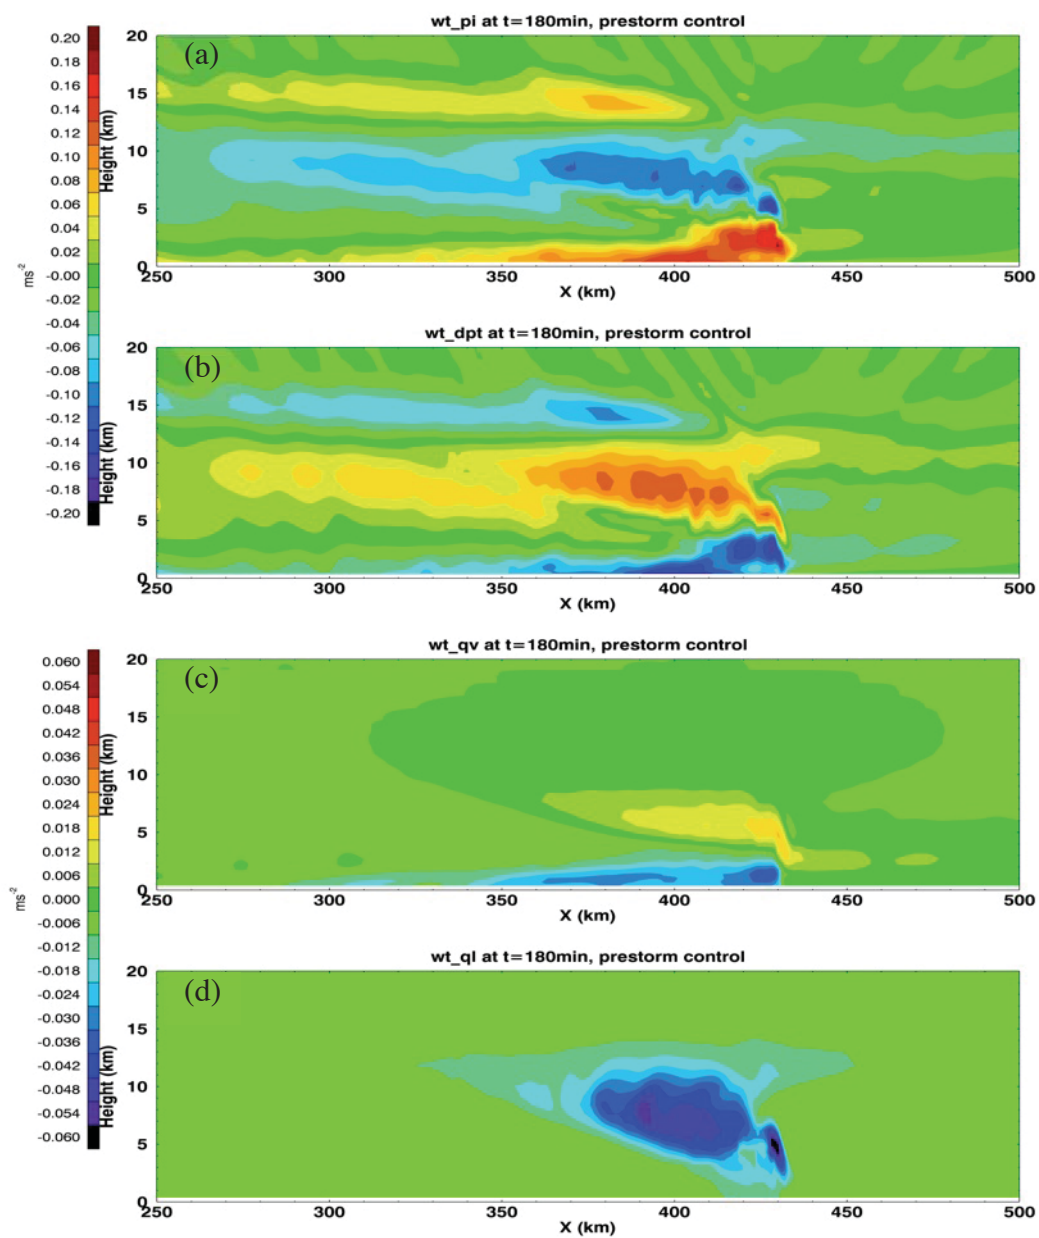 wt_pi at t=180min, prestorm control
(a)
0.20
0.18
0.16
0.14
0.12
0.10
0.08
0.06
0.04
0.02
-0.00
-0.02
-0.04
-0.06
-0.08
-0.10
-0.12
-0.14
-0.16
-0.18
-0.20
ms-2
Height (km)
20
15
10
5
0
250 300 350 400 450 500
X (km)
wt_dpt at t=180min, prestorm control
(b)
Height (km)
20
15
10
5
0
250 300 350 400 450 500
X (km)
wt_qv at t=180min, prestorm control
(c)
0.060
0.054
0.048
0.042
0.036
0.030
0.024
0.018
0.012
0.006
0.000
-0.006
-0.012
-0.018
-0.024
-0.030
-0.036
-0.042
-0.048
-0.054
-0.060
ms-2
Height (km)
20
15
10
5
0
250 300 350 400 450 500
X (km)
wt_ql at t=180min, prestorm control
(d)
Height (km)
20
15
10
5
0
250 300 350 400 450 500
X (km)